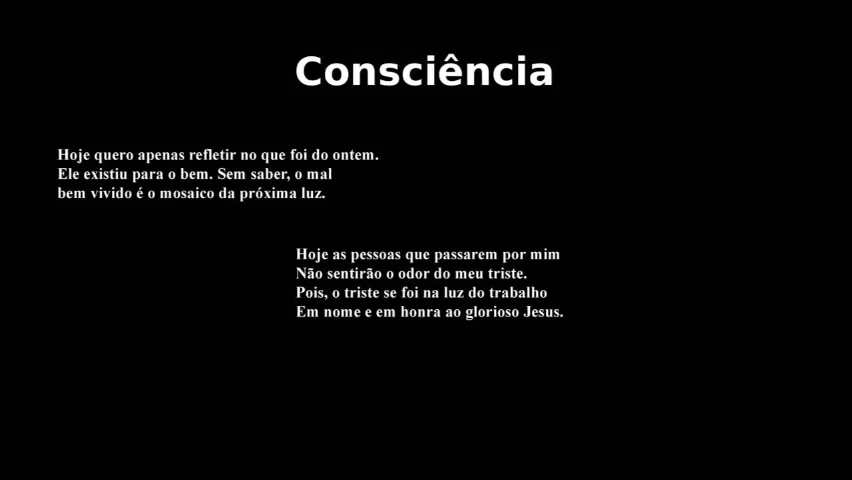 Consciência
Hoje quero apenas refletir no que foi do ontem.
Ele existiu para o bem. Sem saber, o mal
bem vivido é o mosaico da próxima luz.
Hoje as pessoas que passarem por mim
Não sentirão o odor do meu triste.
Pois, o triste se foi na luz do trabalho
Em nome e em honra ao glorioso Jesus.